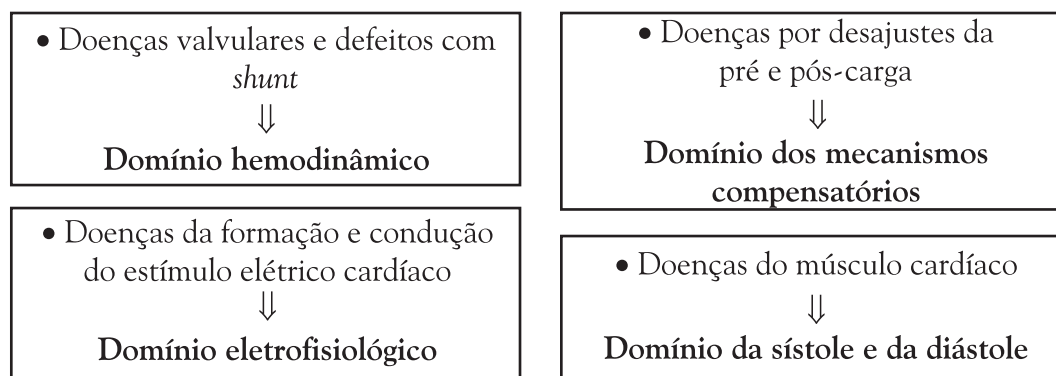 • Doenças valvulares e defeitos com
shunt
⇓
Domínio hemodinâmico
• Doenças por desajustes da
pré e pós-carga
⇓
Domínio dos mecanismos
compensatórios
• Doenças da formação e condução
do estímulo elétrico cardíaco
⇓
Domínio eletrofisiológico
• Doenças do músculo cardíaco
⇓
Domínio da sístole e da diástole